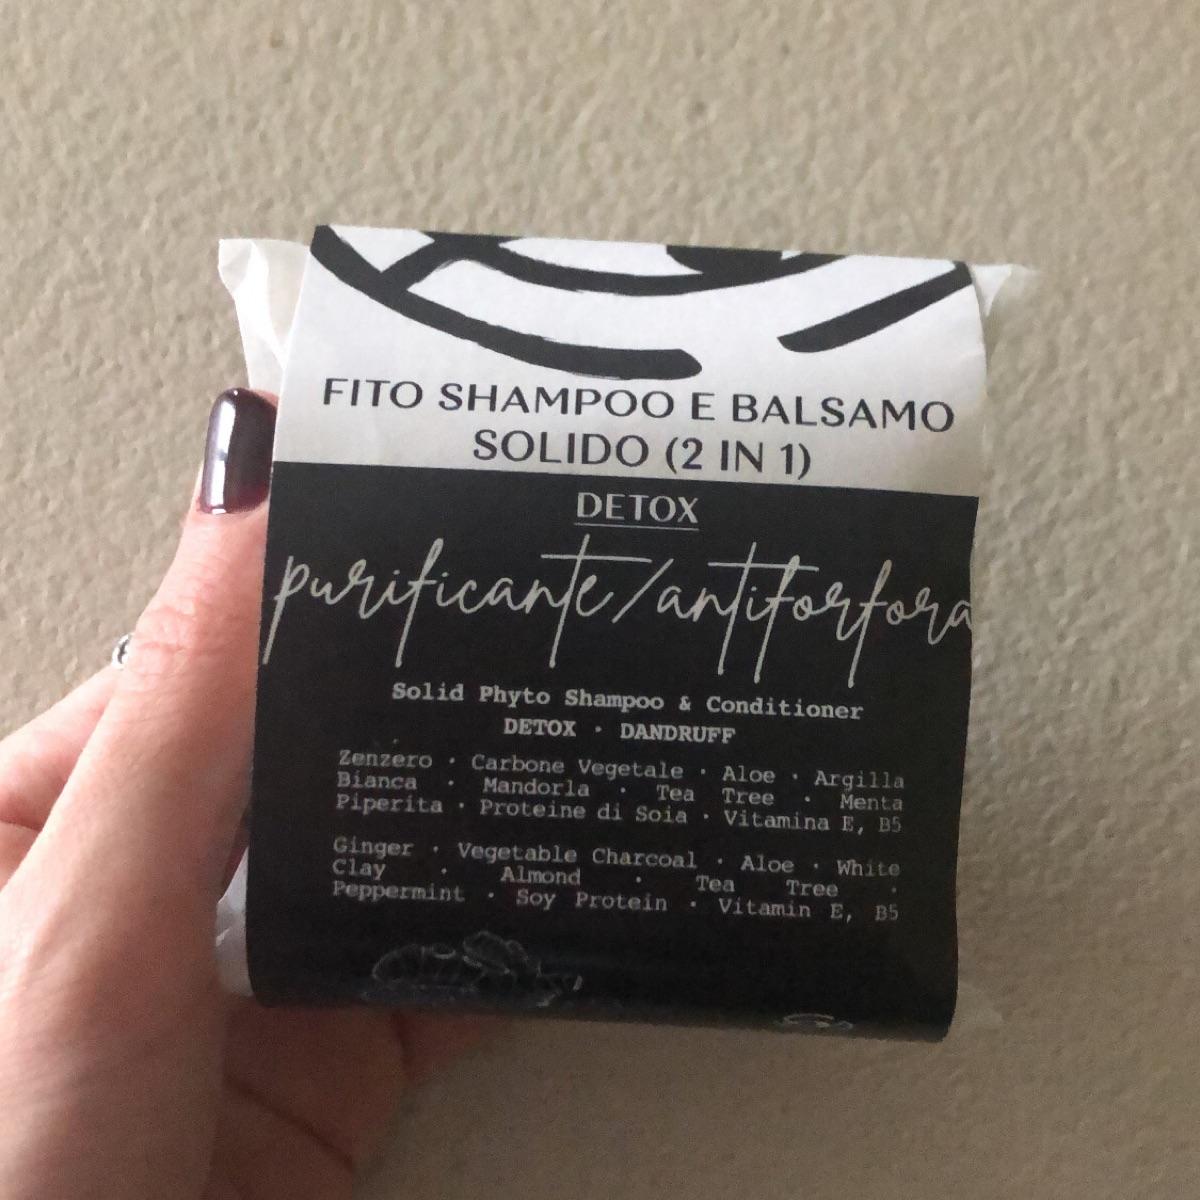 FITO SHAMPOO E BALSAMO
SOLIDO (2 IN 1)
DETOX
purificante/antiforfora
Solid Phyto Shampoo & Conditioner
DETOX · DANDRUFF
Zenzero · Carbone Vegetale · Aloe · Argilla
Bianca · Mandorla · Tea Tree · Menta
Piperita · Proteine di Soia · Vitamina E, B5
Ginger · Vegetable Charcoal · Aloe · White
Clay · Almond · Tea Tree ·
Peppermint · Soy Protein · Vitamin E, B5